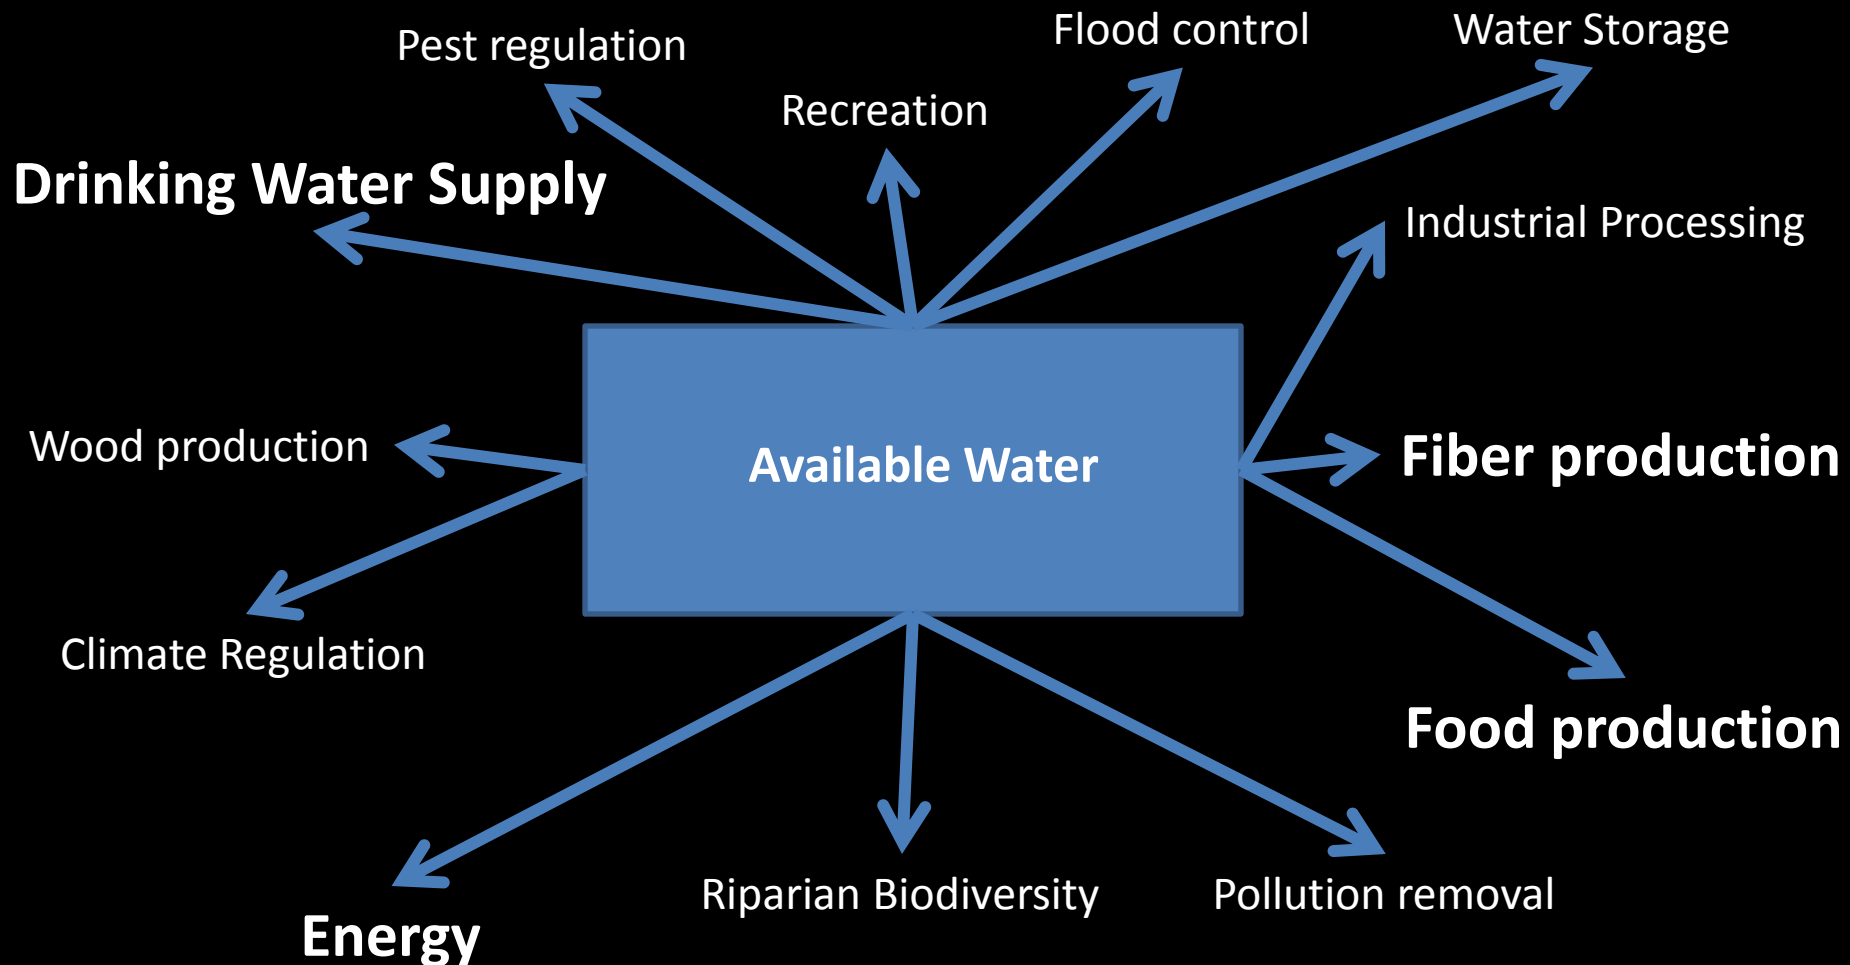 Flood control
Water Storage
Pest regulation
Recreation
Drinking Water Supply
Industrial Processing
Wood production
Available Water
Fiber production
Climate Regulation
Food production
Riparian Biodiversity
Pollution removal
Energy